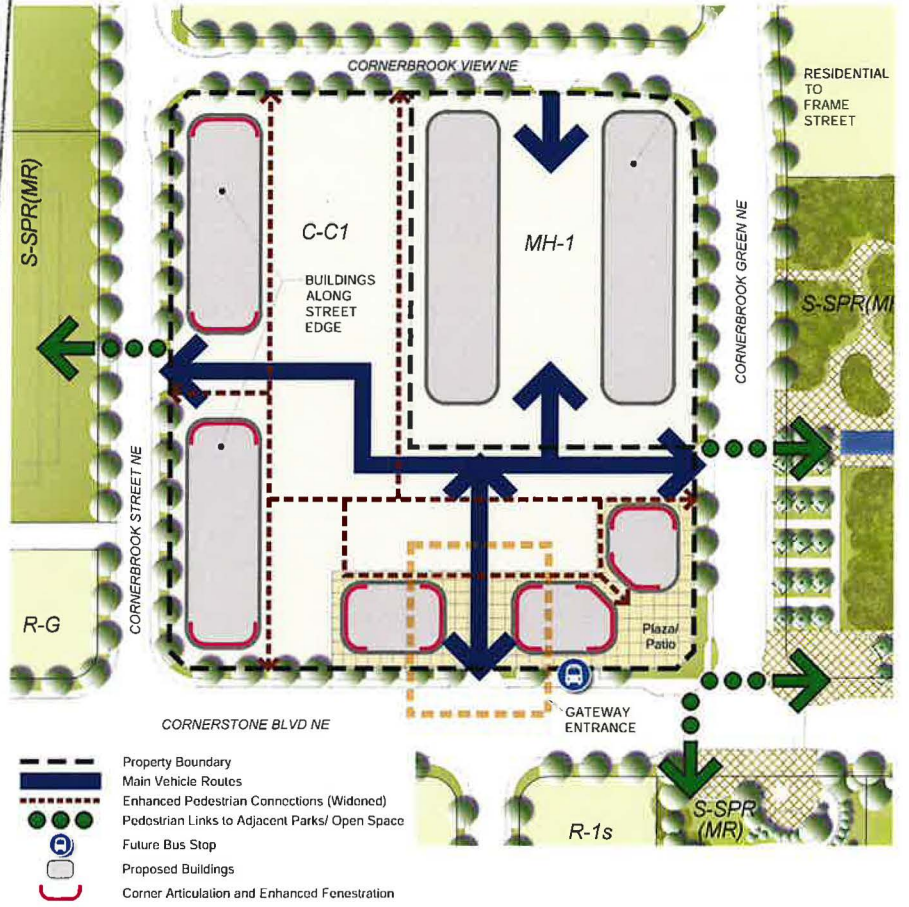 CORNERBROOK VIEW NE
RESIDENTIAL
TO
FRAME
STREET
S-SPR(MR)
C-C1
MH-1
BUILDINGS
ALONG
STREET
EDGE
CORNERBROOK GREEN NE
S-SPR(MR
CORNERBROOK STREET NE
R-G
Plaza/
Patio
CORNERSTONE BLVD NE
GATEWAY
ENTRANCE
R-1s
S-SPR
(MR)
Property Boundary
Main Vehicle Routes
Enhanced Pedestrian Connections (Widened)
Pedestrian Links to Adjacent Parks/ Open Space
Future Bus Stop
Proposed Buildings
Corner Articulation and Enhanced Fenestration